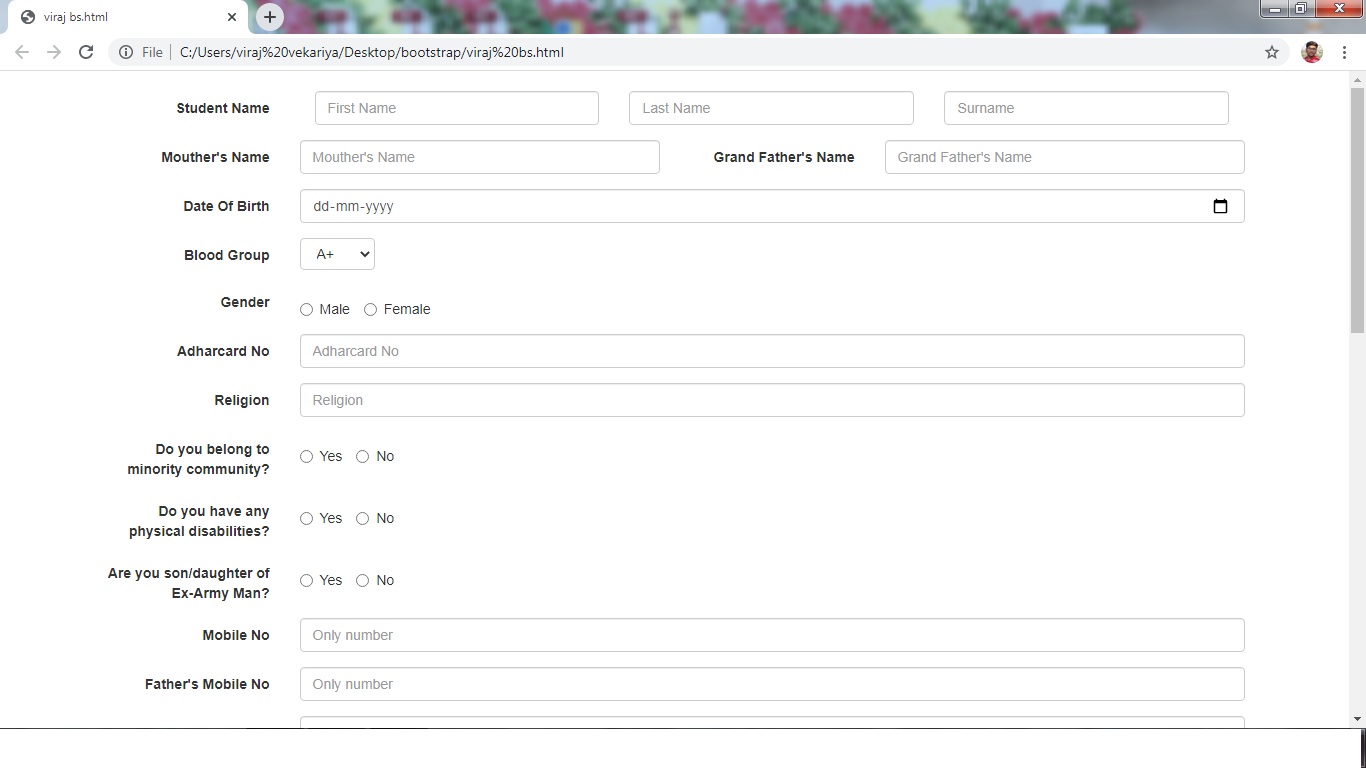 viraj bs.html
File C:/Users/viraj%20vekariya/Desktop/bootstrap/viraj%20bs.html
Student Name First Name Last Name Surname
Mouther's Name Mouther's Name Grand Father's Name Grand Father's Name
Date Of Birth dd-mm-yyyy
Blood Group A+
Gender Male Female
Adharcard No Adharcard No
Religion Religion
Do you belong to
minority community? Yes No
Do you have any
physical disabilities? Yes No
Are you son/daughter of
Ex-Army Man? Yes No
Mobile No Only number
Father's Mobile No Only number